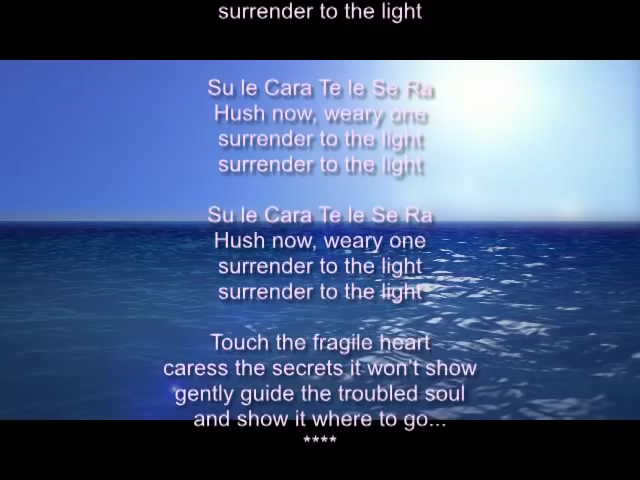 surrender to the light
Su le Cara Te le Se Ra
Hush now, weary one
surrender to the light
surrender to the light
Su le Cara Te le Se Ra
Hush now, weary one
surrender to the light
surrender to the light
Touch the fragile heart
caress the secrets it won't show
gently guide the troubled soul
and show it where to go...
****